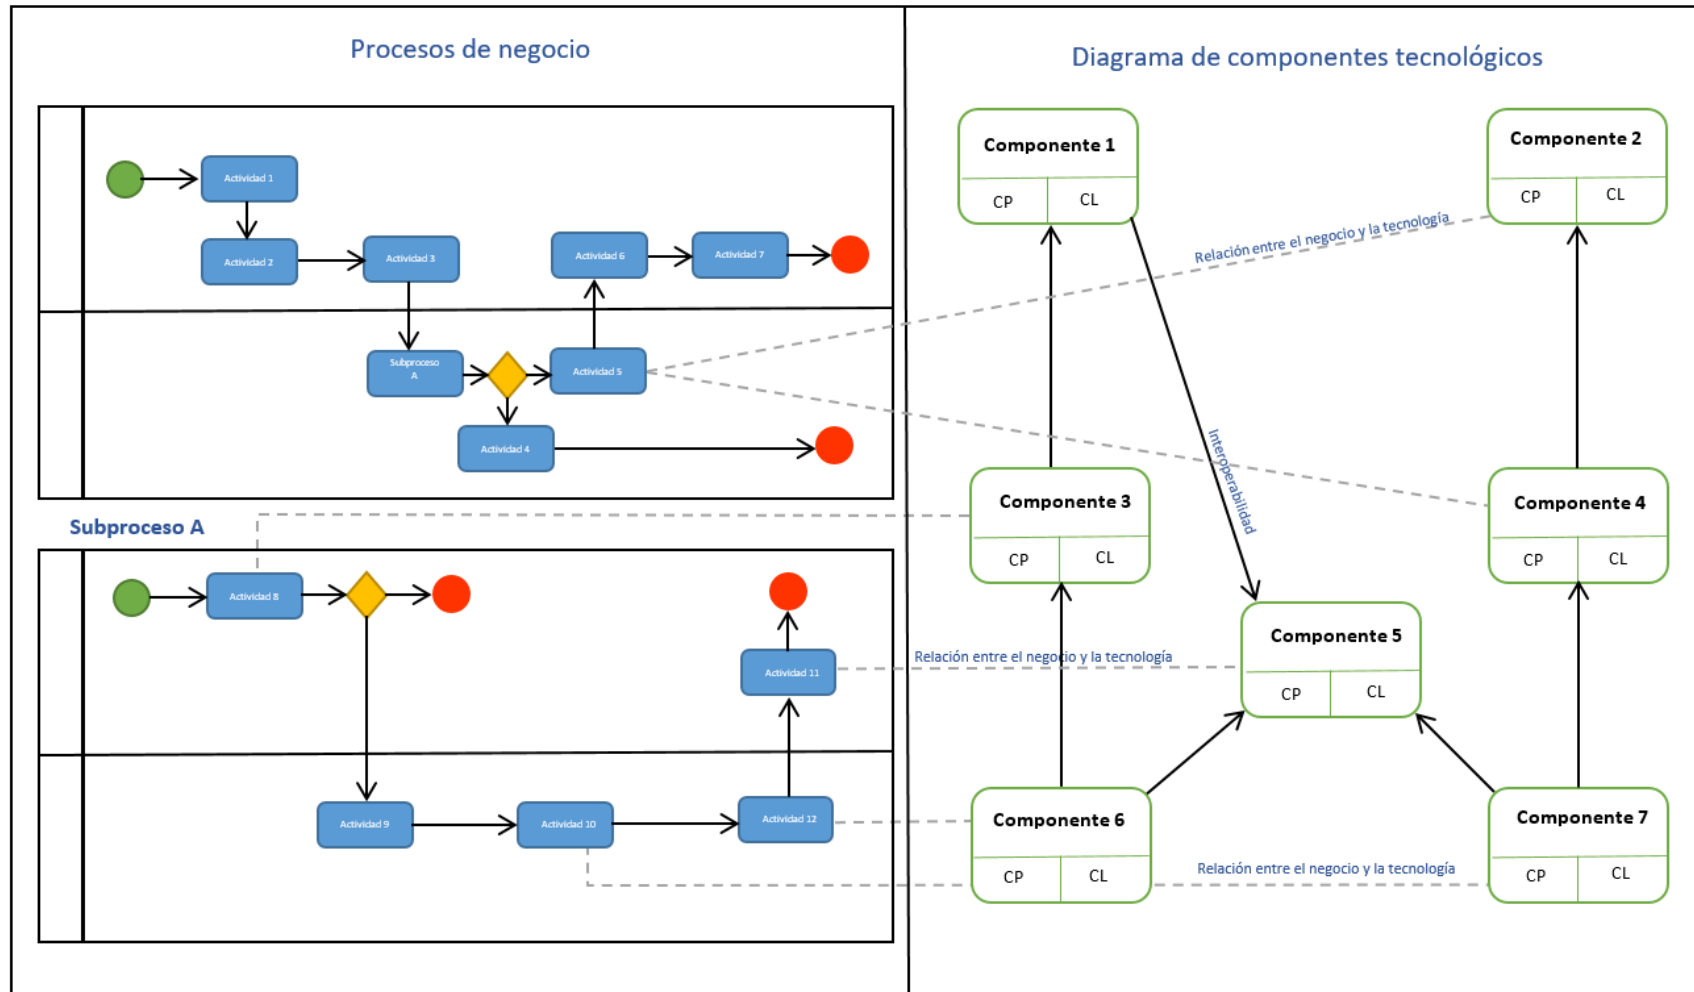 Procesos de negocio
Actividad 1
Actividad 2
Actividad 3
Actividad 6
Actividad 7
Subproceso
A
Actividad 5
Actividad 4
Subproceso A
Actividad 8
Actividad 11
Actividad 9
Actividad 10
Actividad 12
Diagrama de componentes tecnológicos
Componente 1
CP
CL
Componente 2
CP
CL
Relación entre el negocio y la tecnología
Interoperabilidad
Componente 3
CP
CL
Componente 4
CP
CL
Componente 5
CP
CL
Relación entre el negocio y la tecnología
Componente 6
CP
CL
Relación entre el negocio y la tecnología
Componente 7
CP
CL